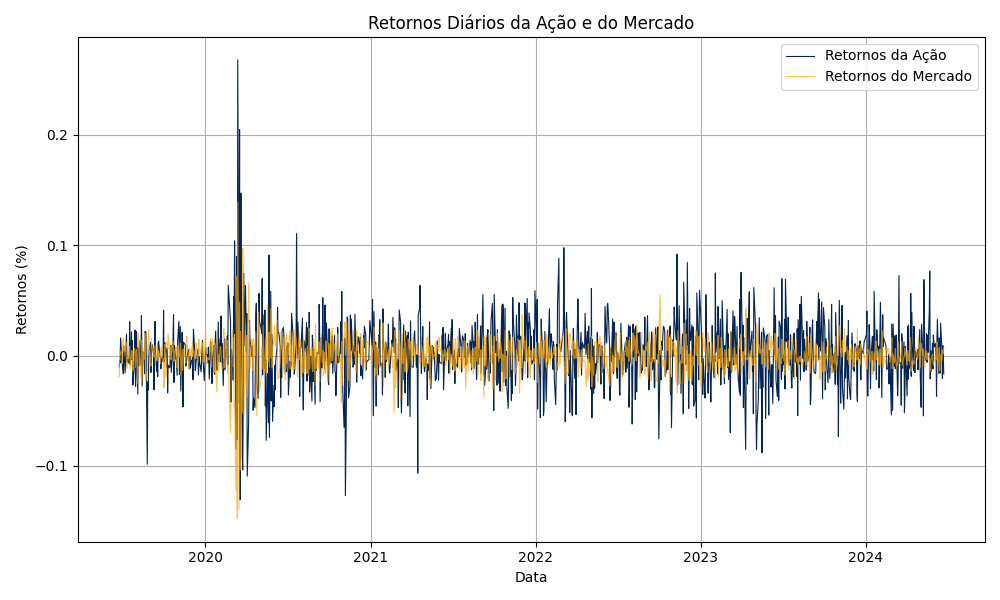 Retornos Diários da Ação e do Mercado
Retornos da Ação
Retornos do Mercado
Retornos (%)
0.2
0.1
0.0
−0.1
2020
2021
2022
2023
2024
Data